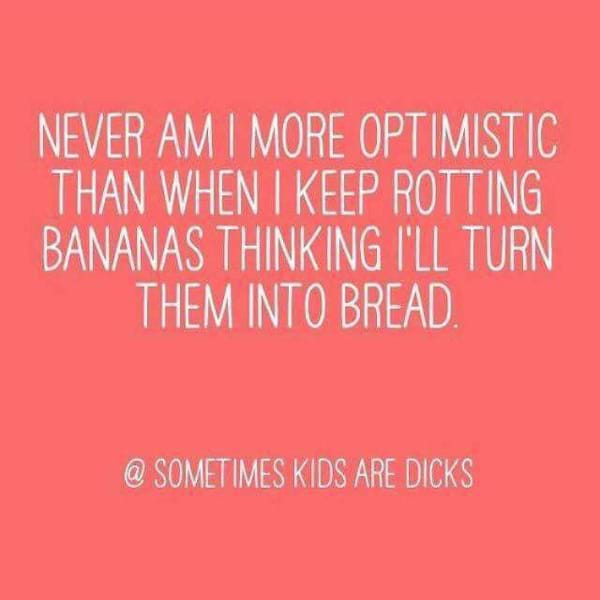 NEVER AM I MORE OPTIMISTIC
THAN WHEN I KEEP ROTTING
BANANAS THINKING I'LL TURN
THEM INTO BREAD.
@ SOMETIMES KIDS ARE DICKS